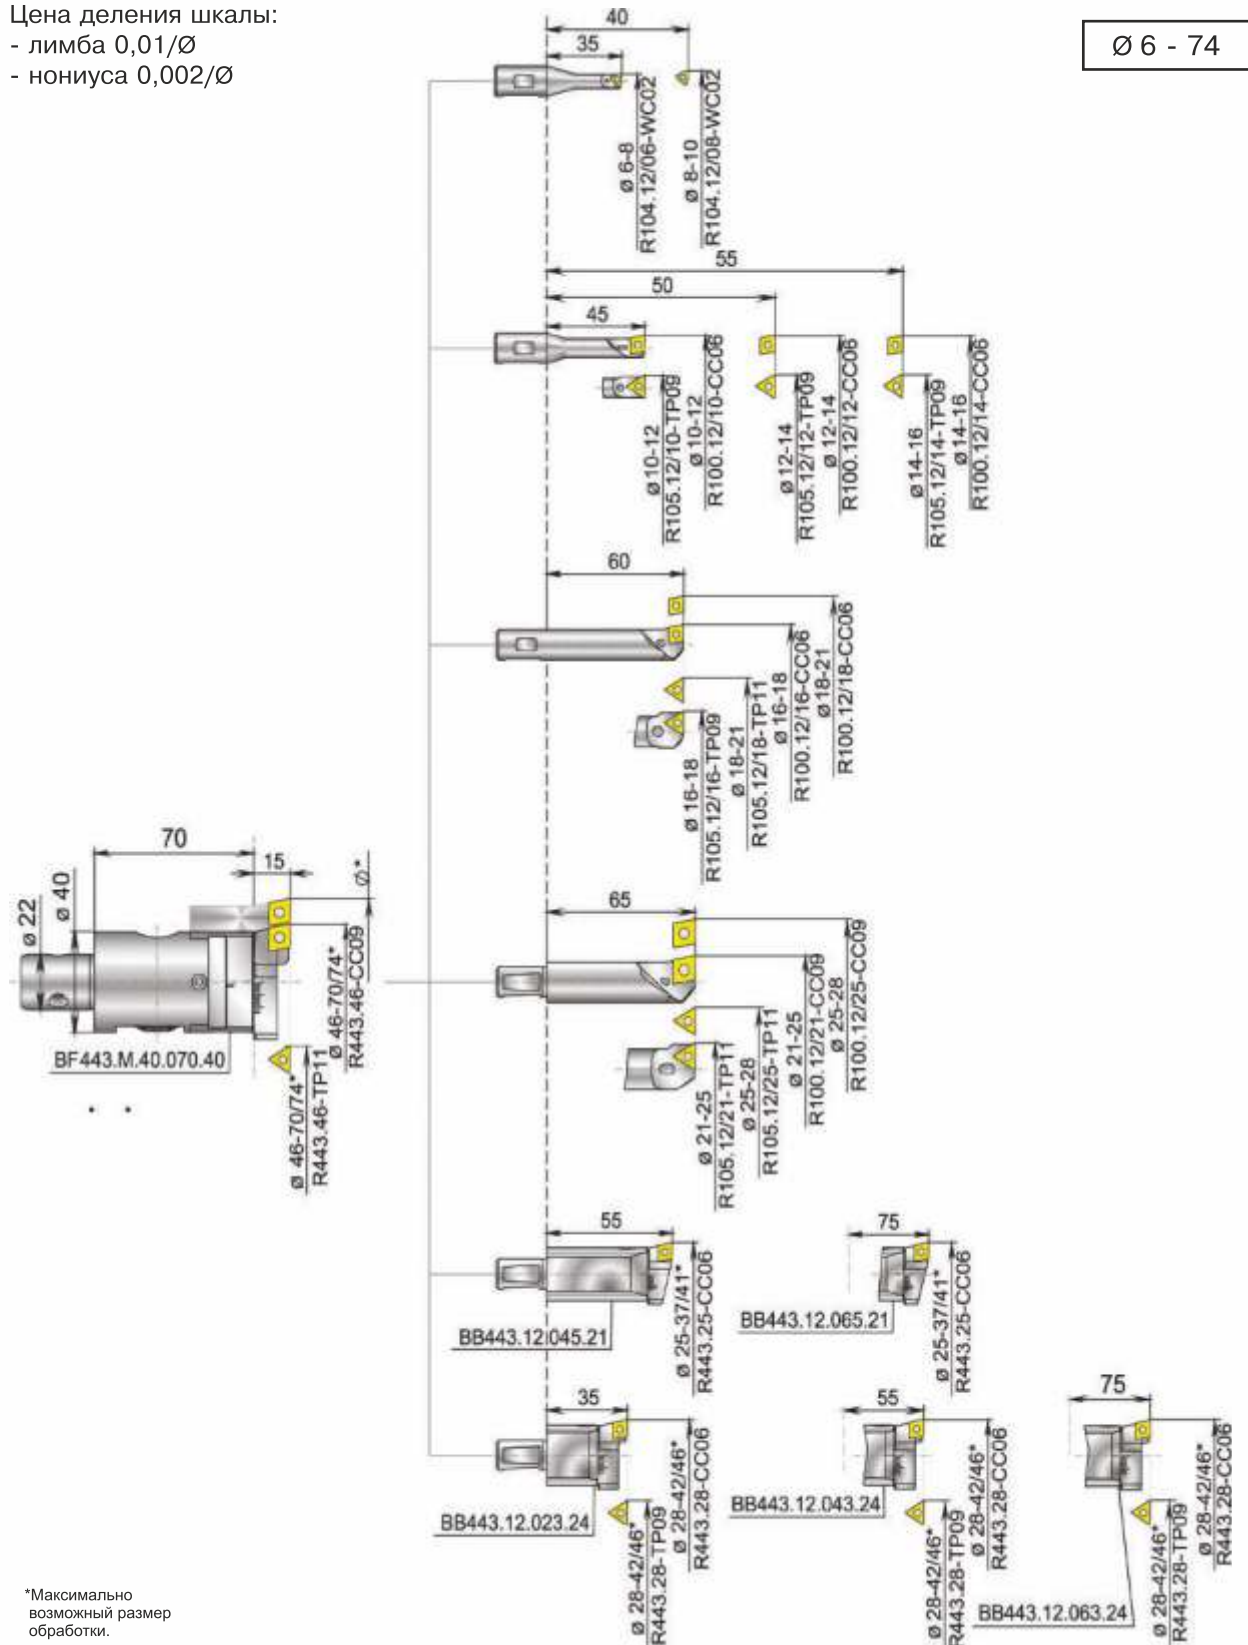 Цена деления шкалы:
- лимба 0,01/Ø
- нониуса 0,002/Ø
Ø 6 - 74
40
35
ø 6-8
R104.12/06-WC02
ø 8-10
R104.12/08-WC02
55
50
45
ø 10-12
R105.12/10-TP09
ø 10-12
R100.12/10-CC06
ø 12-14
R105.12/12-TP09
ø 12-14
R100.12/12-CC06
ø 14-16
R105.12/14-TP09
ø 14-16
R100.12/14-CC06
60
ø 16-18
R105.12/16-TP09
ø 18-21
R105.12/18-TP11
ø 16-18
R100.12/16-CC06
ø 18-21
R100.12/18-CC06
70
15
ø 22
ø 40
Ø*
ø 46-70/74*
R443.46-CC09
BF443.M.40.070.40
ø 46-70/74*
R443.46-TP11
65
ø 21-25
R105.12/21-TP11
ø 25-28
R105.12/25-TP11
ø 21-25
R100.12/21-CC09
ø 25-28
R100.12/25-CC09
55
BB443.12.045.21
ø 25-37/41*
R443.25-CC06
75
BB443.12.065.21
ø 25-37/41*
R443.25-CC06
35
BB443.12.023.24
ø 28-42/46*
R443.28-TP09
ø 28-42/46*
R443.28-CC06
55
BB443.12.043.24
ø 28-42/46*
R443.28-TP09
ø 28-42/46*
R443.28-CC06
75
BB443.12.063.24
ø 28-42/46*
R443.28-TP09
ø 28-42/46*
R443.28-CC06
*Максимально
возможный размер
обработки.